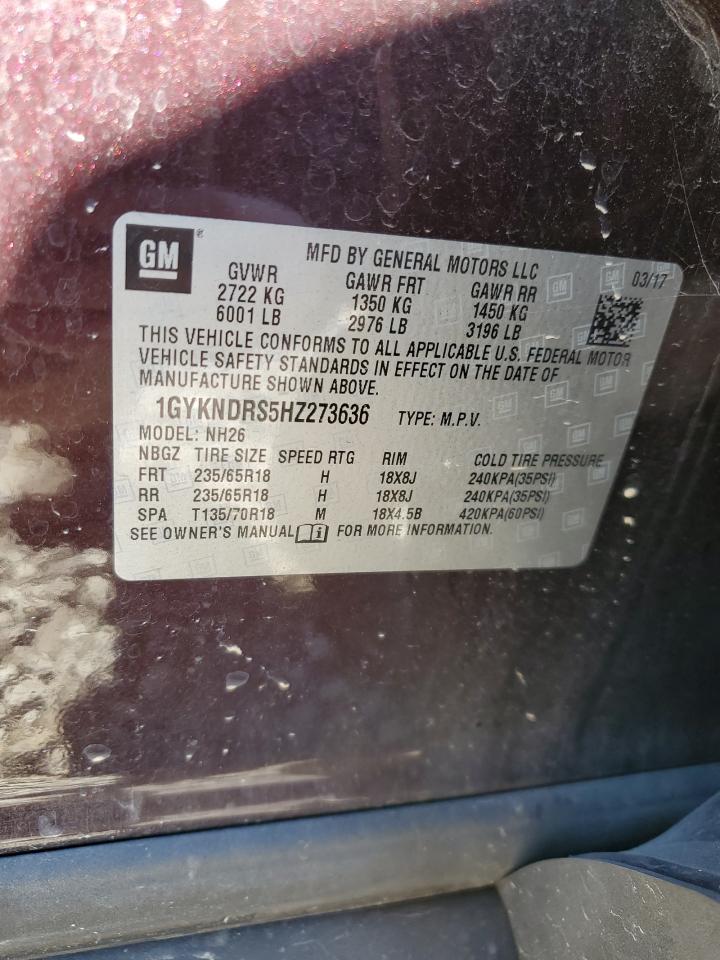 GM ®
MFD BY GENERAL MOTORS LLC 03/17
GVWR GAWR FRT GAWR RR
2722 KG 1350 KG 1450 KG
6001 LB 2976 LB 3196 LB
THIS VEHICLE CONFORMS TO ALL APPLICABLE U.S. FEDERAL MOTOR
VEHICLE SAFETY STANDARDS IN EFFECT ON THE DATE OF
MANUFACTURE SHOWN ABOVE.
1GYKNDRS5HZ273636 TYPE: M.P.V.
MODEL: NH26
NBGZ TIRE SIZE SPEED RTG RIM COLD TIRE PRESSURE
FRT 235/65R18 H 18X8J 240KPA(35PSI)
RR 235/65R18 H 18X8J 240KPA(35PSI)
SPA T135/70R18 M 18X4.5B 420KPA(60PSI)
SEE OWNER'S MANUAL i FOR MORE INFORMATION.